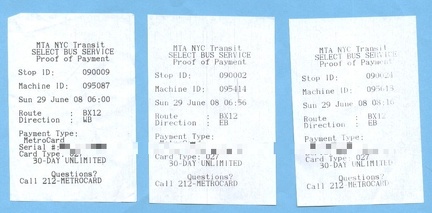 MTA NYC Transit
SELECT BUS SERVICE
Proof of Payment
Stop ID: 090009
Machine ID: 095087
Sun 29 June 08 06:00
Route : BX12
Direction : WB
Payment Type:
MetroCard
Serial #:
Card Type: 027
30-DAY UNLIMITED
Questions?
Call 212-METROCARD
MTA NYC Transit
SELECT BUS SERVICE
Proof of Payment
Stop ID: 090002
Machine ID: 095414
Sun 29 June 08 06:56
Route : BX12
Direction : EB
Payment Type:
Card Type: 027
30-DAY UNLIMITED
Questions?
Call 212-METROCARD
MTA NYC Transit
SELECT BUS SERVICE
Proof of Payment
Stop ID:
Machine ID:
Sun 29 June 08
Route : BX12
Direction : EB
Payment Type:
Card Type: 027
30-DAY UNLIMITED
Questions?
Call 212-METROCARD